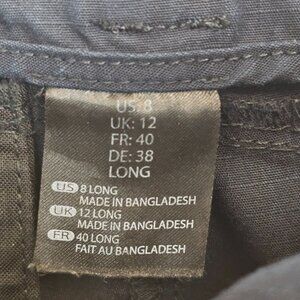 US: 8
UK: 12
FR: 40
DE: 38
LONG
US 8 LONG
MADE IN BANGLADESH
UK 12 LONG
MADE IN BANGLADESH
FR 40 LONG
FAIT AU BANGLADESH